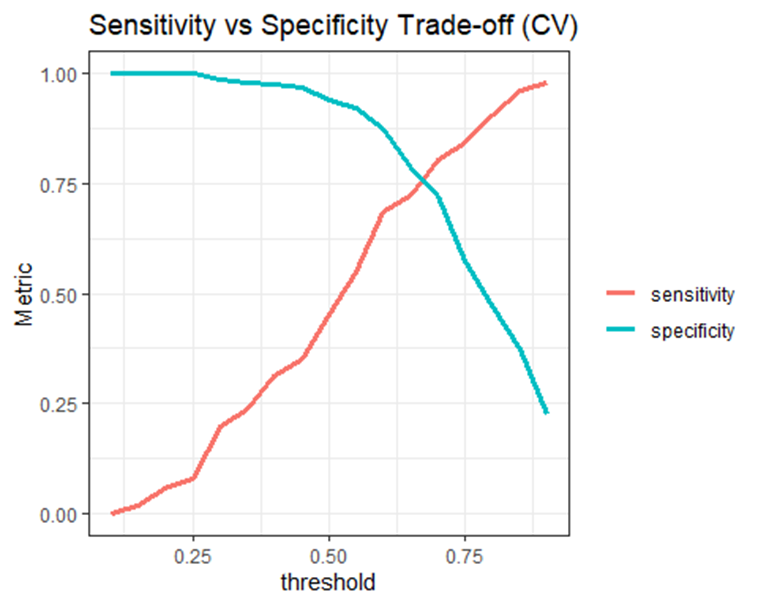 Sensitivity vs Specificity Trade-off (CV)
1.00
0.75
0.50
0.25
0.00
Metric
0.25 0.50 0.75
threshold
sensitivity
specificity